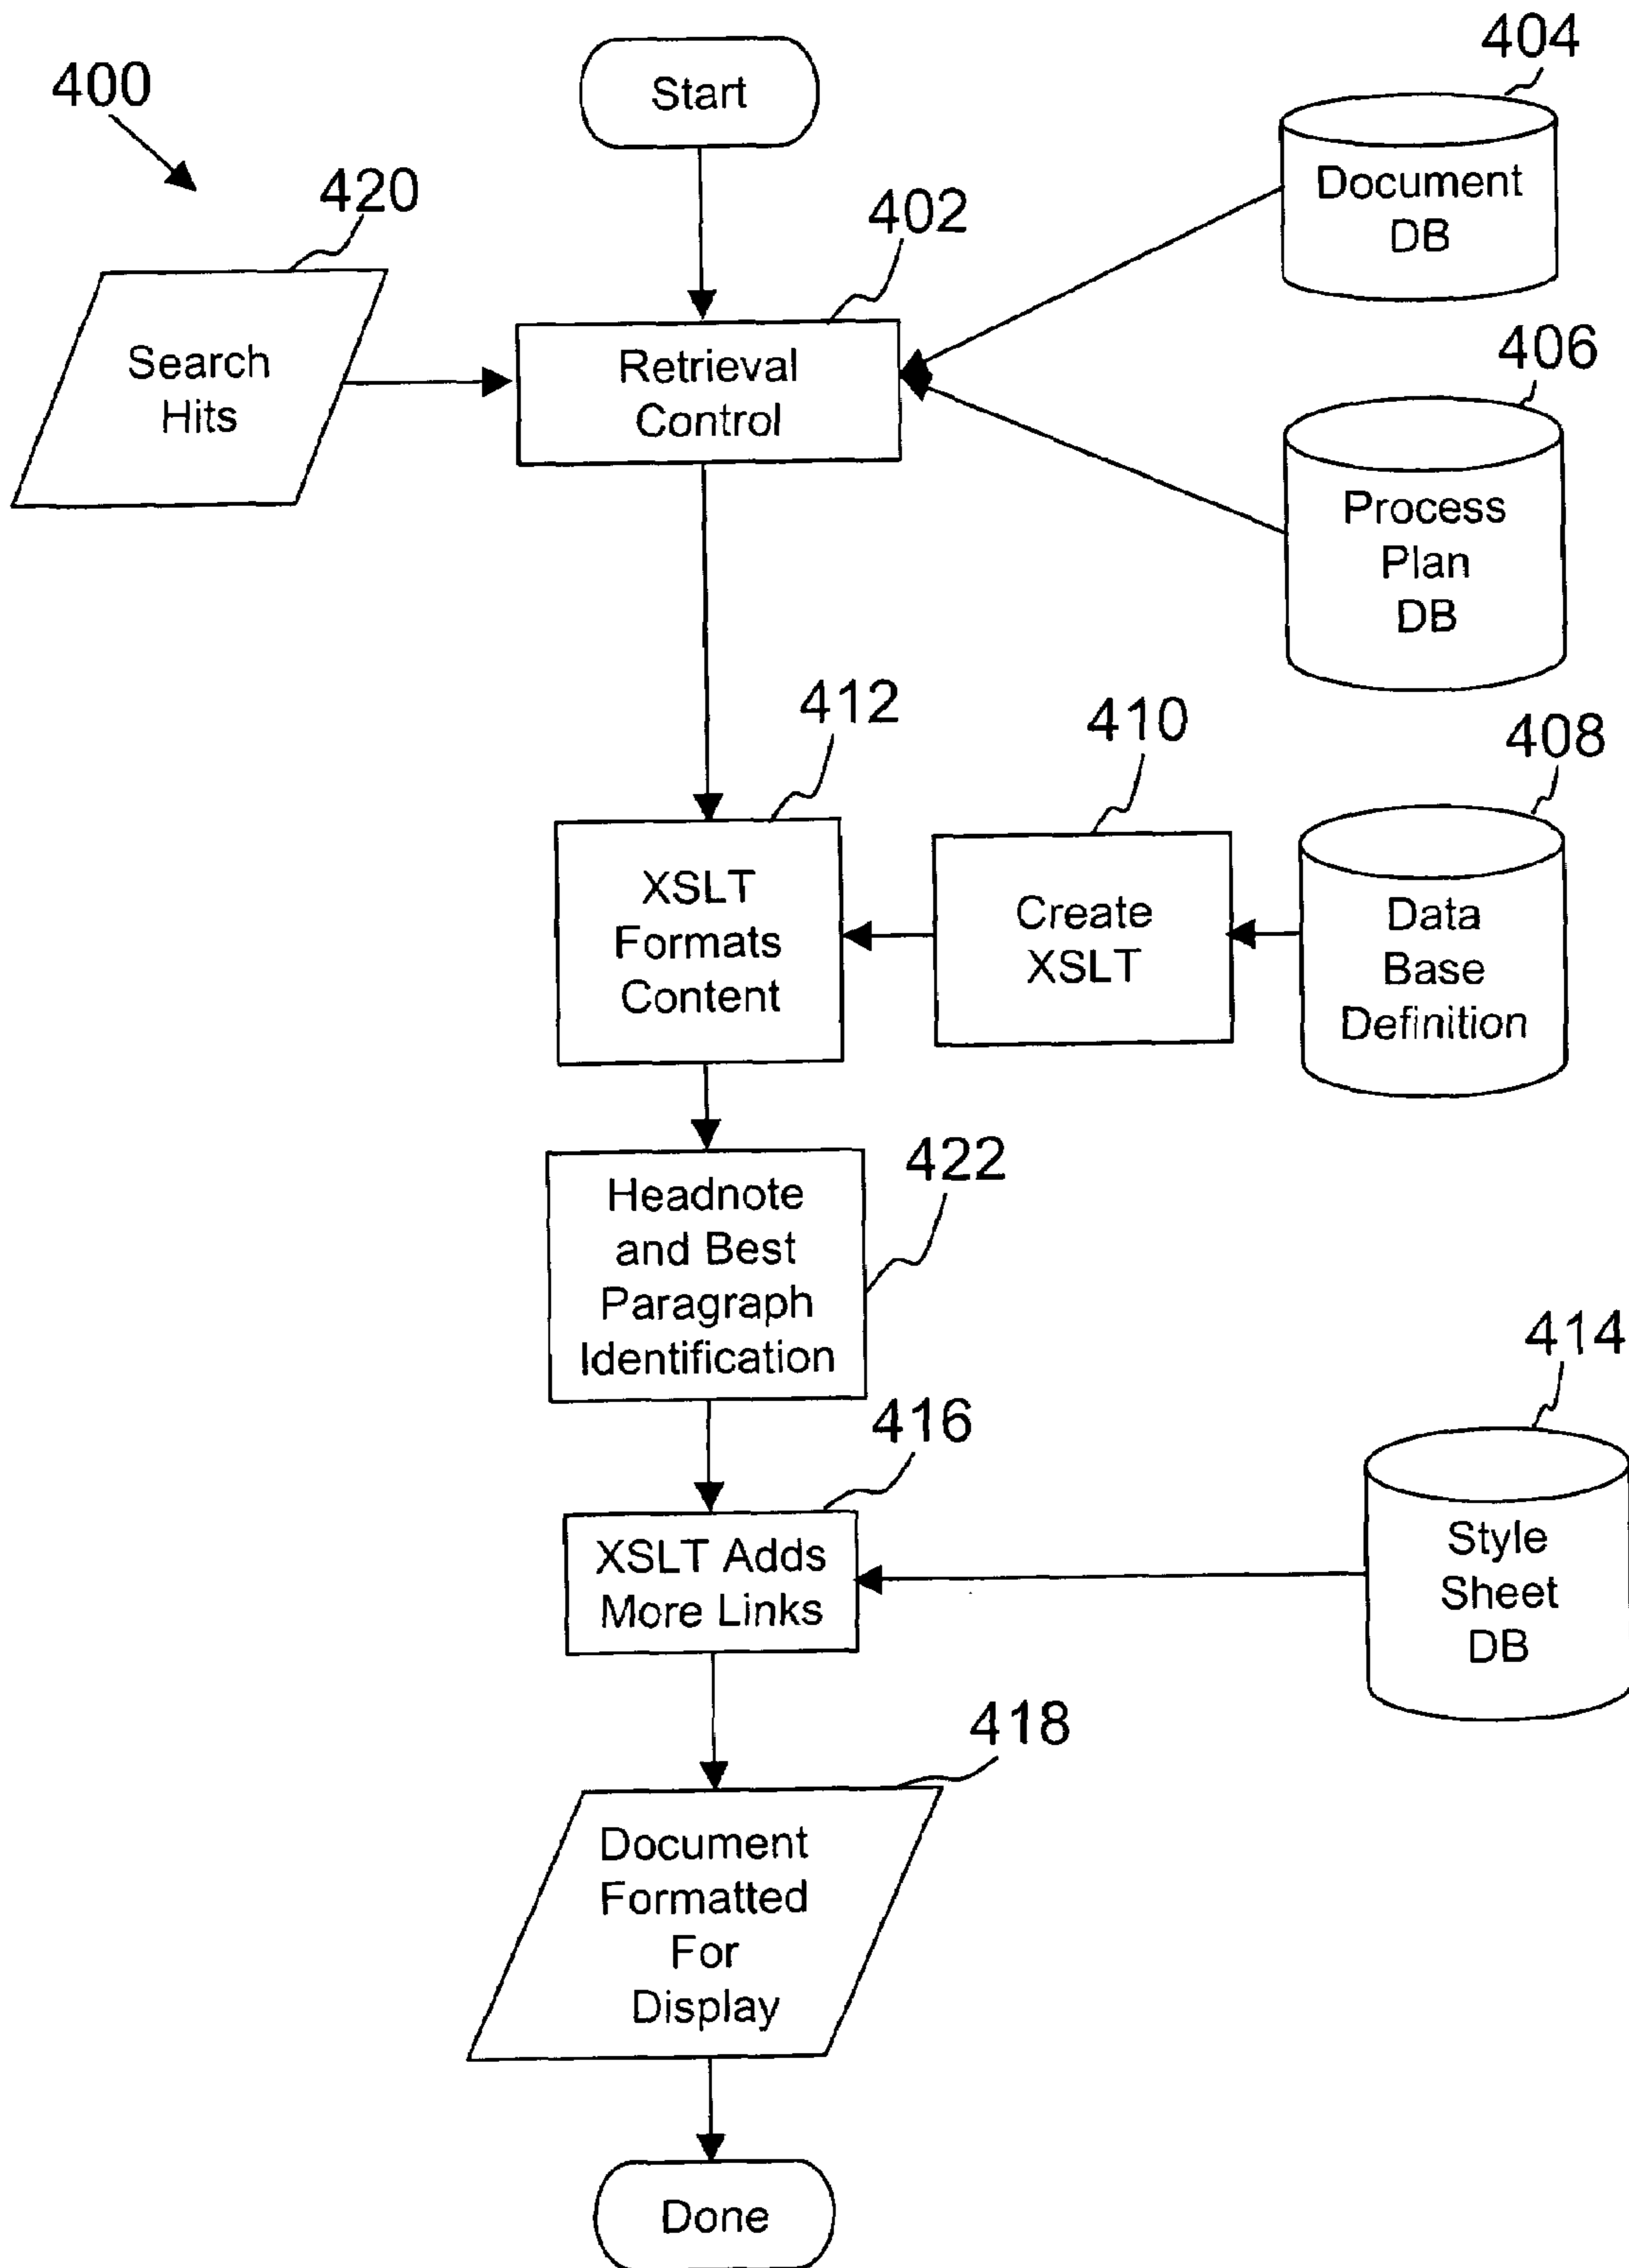 404
Start
400
Document
DB
420
402
406
Search
Hits
Retrieval
Control
Process
Plan
DB
412
410
408
XSLT
Formats
Content
Create
XSLT
Data
Base
Definition
422
Headnote
and Best
Paragraph
Identification
414
416
XSLT Adds
More Links
Style
Sheet
DB
418
Document
Formatted
For
Display
Done